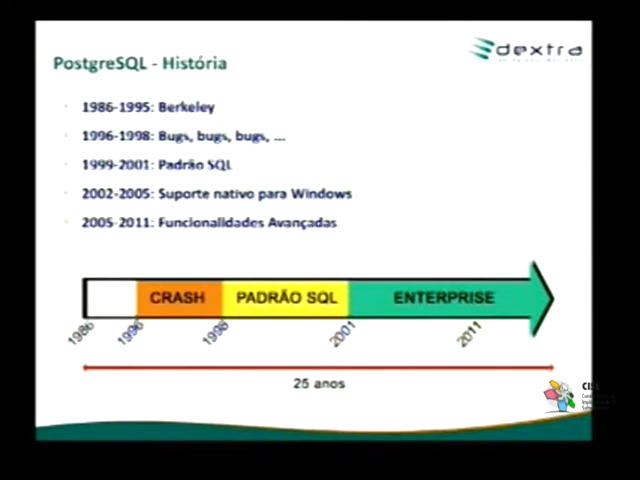 dextra
PostgreSQL - História
1986-1995: Berkeley
1996-1998: Bugs, bugs, bugs, ...
1999-2001: Padrão SQL
2002-2005: Suporte nativo para Windows
2005-2011: Funcionalidades Avançadas
CRASH PADRÃO SQL ENTERPRISE
1986 1996 1998 2001 2011
25 anos